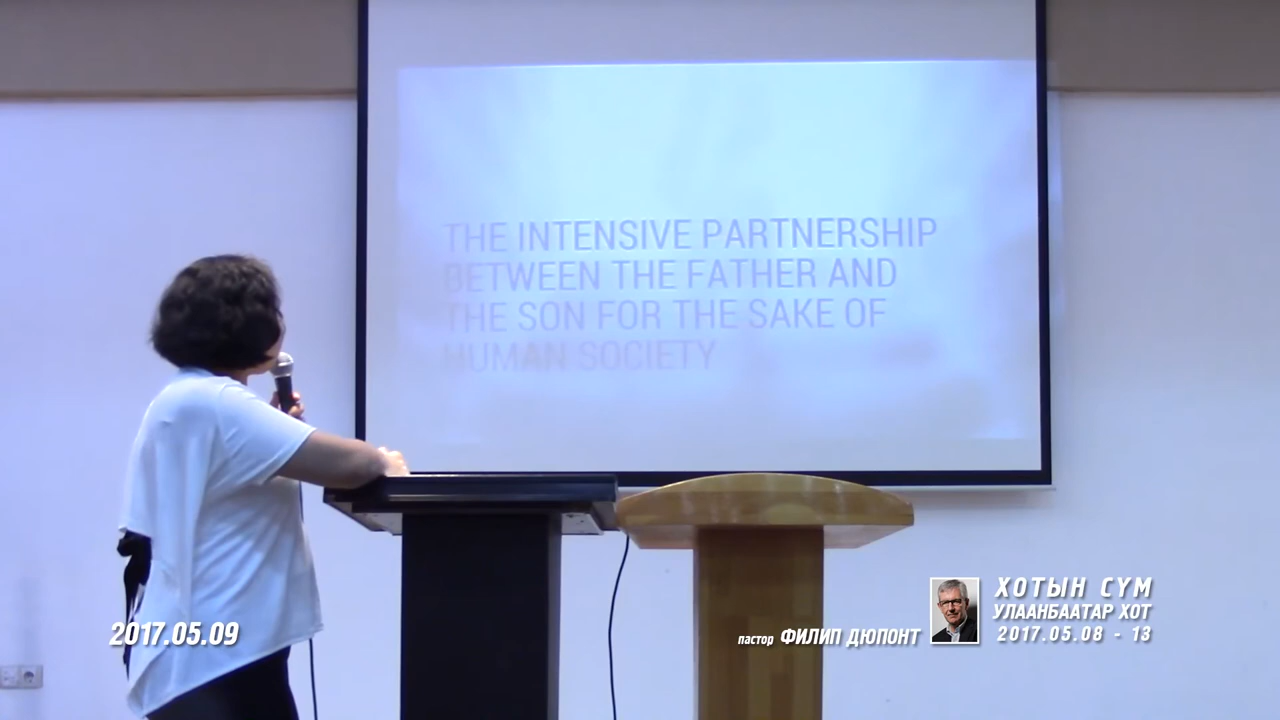 THE INTENSIVE PARTNERSHIP
BETWEEN THE FATHER AND
THE SON FOR THE SAKE OF
HUMAN SOCIETY
2017.05.09
пастор ФИЛИП ДЮПОНТ
ХОТЫН СҮМ
УЛААНБААТАР ХОТ
2017.05.08 - 13